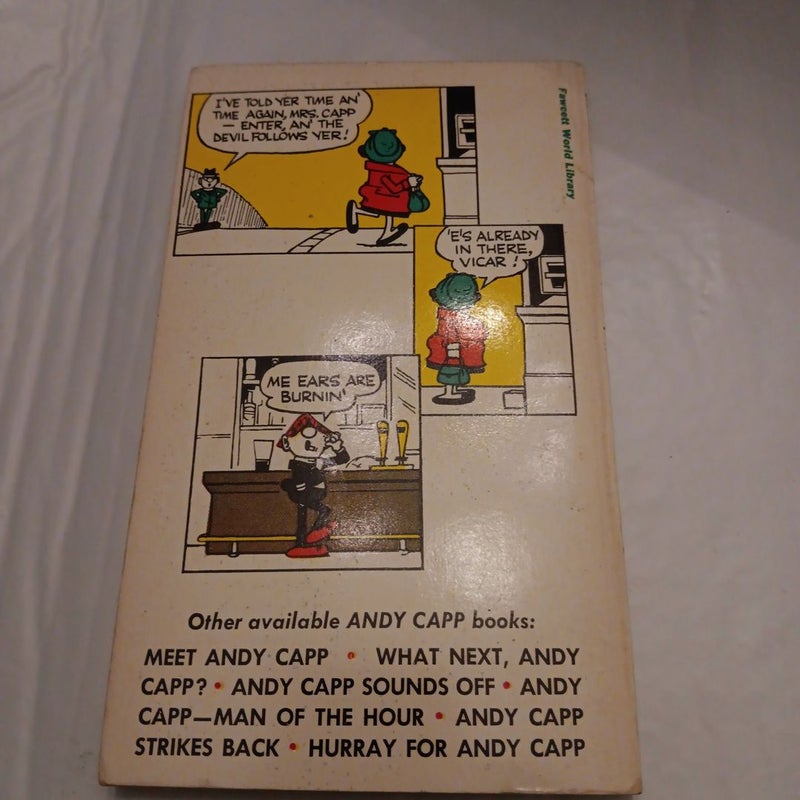 I'VE TOLD YER TIME AN'
TIME AGAIN, MRS. CAPP
— ENTER, AN' THE
DEVIL FOLLOWS YER!
Fawcett World Library
'E'S ALREADY
IN THERE,
VICAR!
ME EARS ARE
BURNIN'
Other available ANDY CAPP books:
MEET ANDY CAPP • WHAT NEXT, ANDY
CAPP? • ANDY CAPP SOUNDS OFF • ANDY
CAPP—MAN OF THE HOUR • ANDY CAPP
STRIKES BACK • HURRAY FOR ANDY CAPP